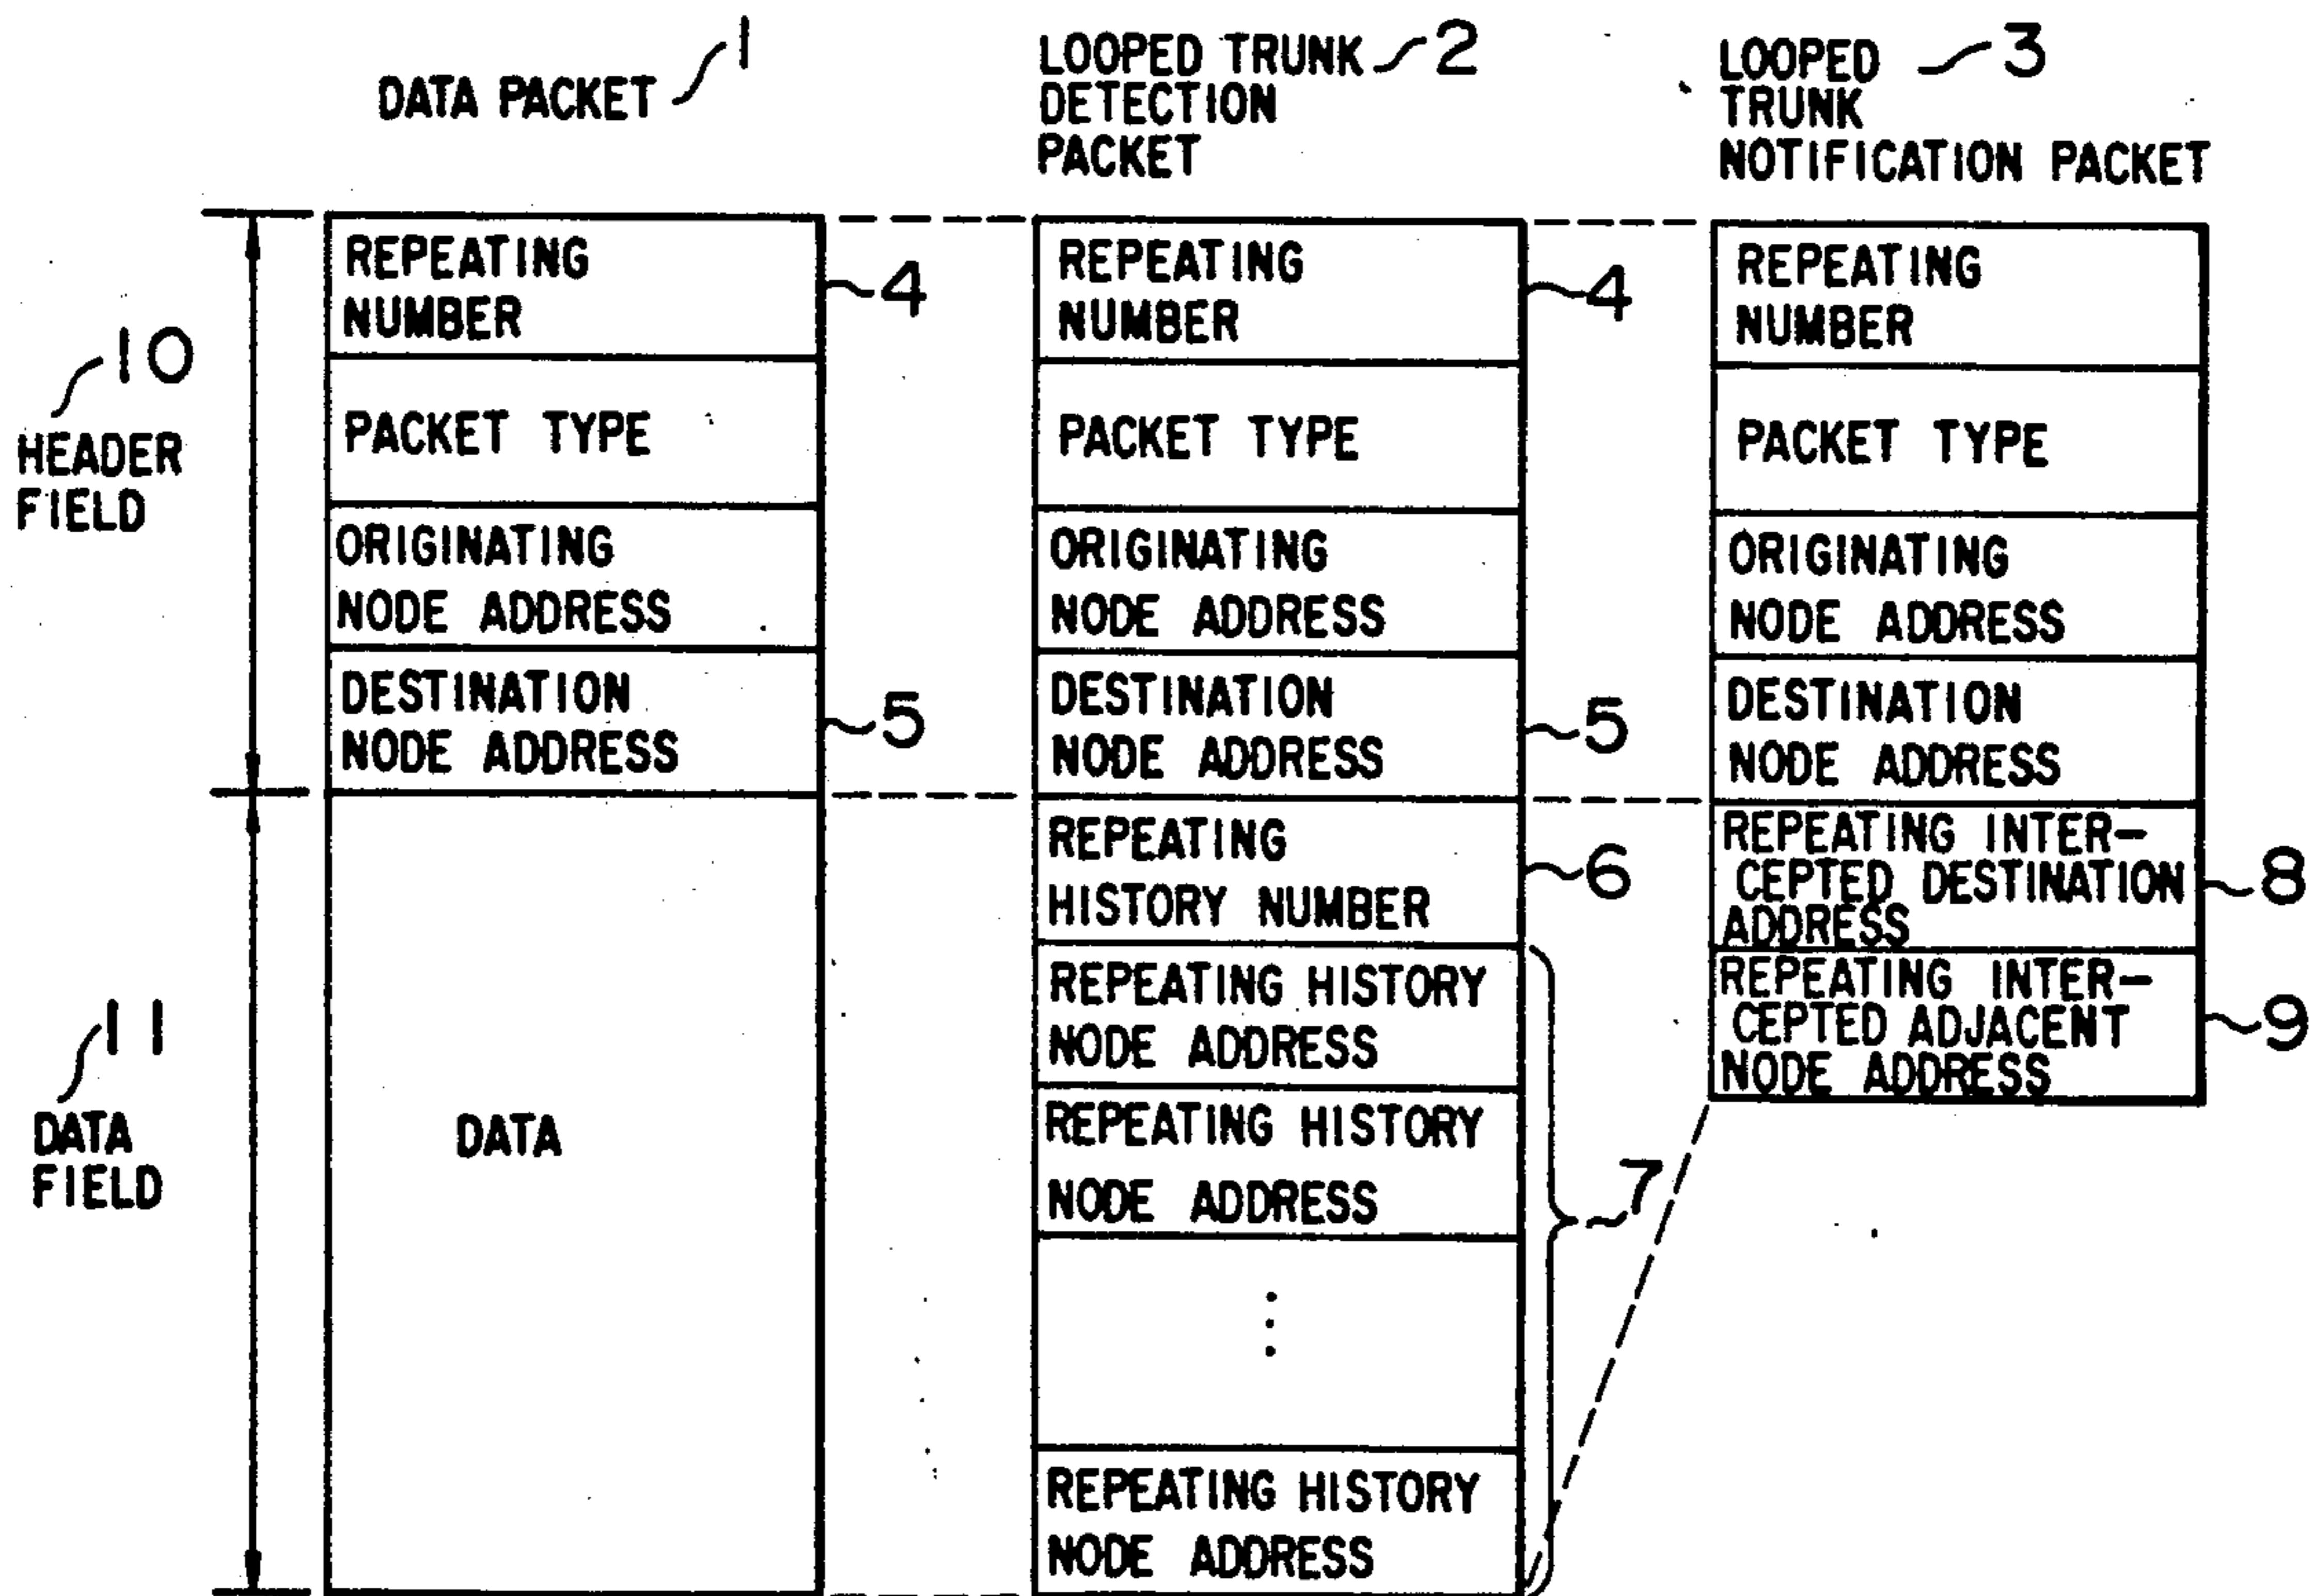 DATA PACKET 1
LOOPED TRUNK 2
DETECTION
PACKET
LOOPED 3
TRUNK
NOTIFICATION PACKET
10
HEADER
FIELD
11
DATA
FIELD
REPEATING
NUMBER
4
PACKET TYPE
ORIGINATING
NODE ADDRESS
DESTINATION
NODE ADDRESS
5
DATA
REPEATING
NUMBER
4
PACKET TYPE
ORIGINATING
NODE ADDRESS
DESTINATION
NODE ADDRESS
5
REPEATING
HISTORY NUMBER
6
REPEATING HISTORY
NODE ADDRESS
REPEATING HISTORY
NODE ADDRESS
⋮
REPEATING HISTORY
NODE ADDRESS
7
REPEATING
NUMBER
PACKET TYPE
ORIGINATING
NODE ADDRESS
DESTINATION
NODE ADDRESS
REPEATING INTER-
CEPTED DESTINATION
ADDRESS
8
REPEATING INTER-
CEPTED ADJACENT
NODE ADDRESS
9